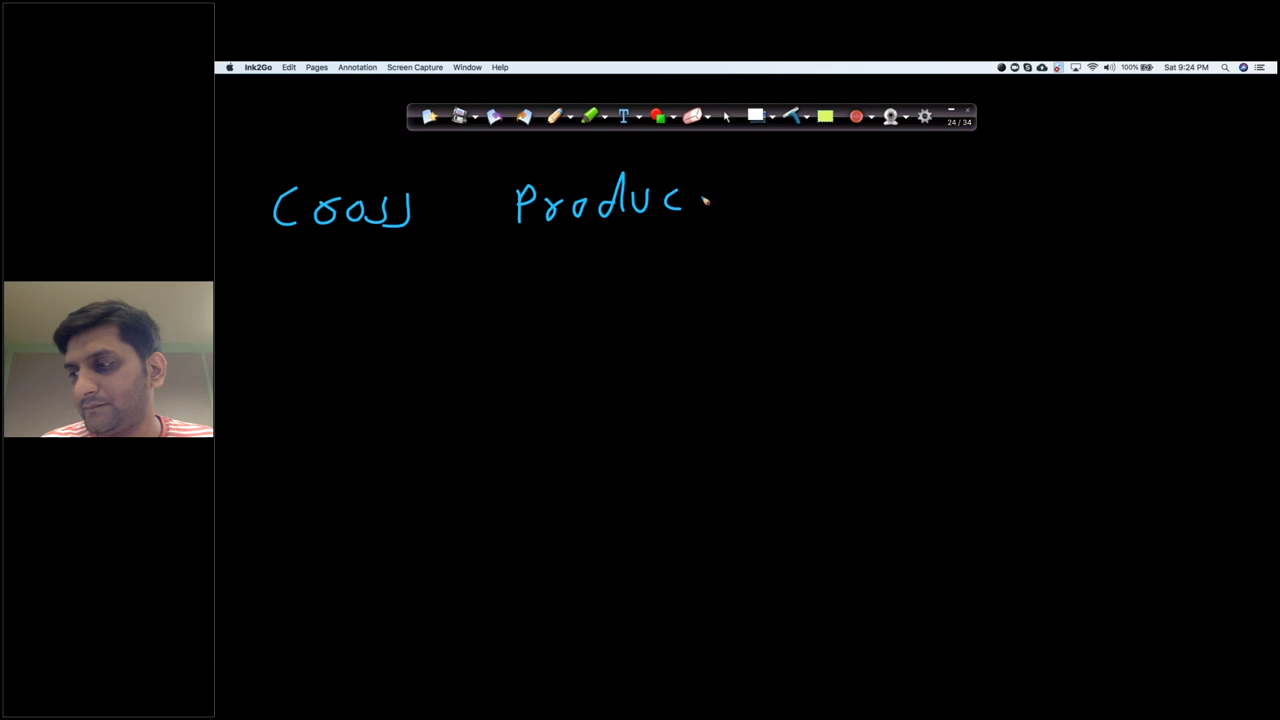 Ink2Go Edit Pages Annotation Screen Capture Window Help 100% Sat 9:24 PM
T 24 / 34
Cross Produc